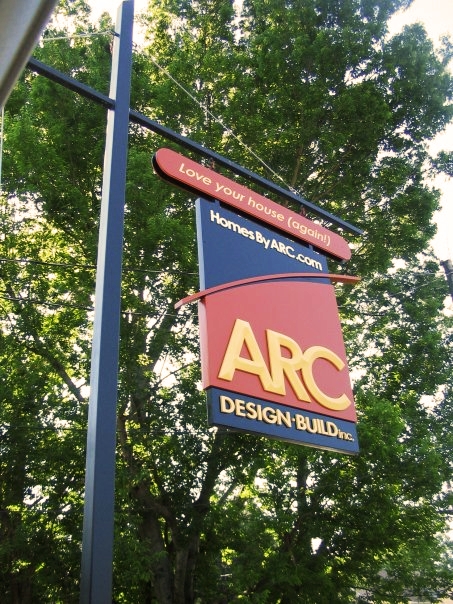 Love your house (again!)
HomesByARC.com
ARC
DESIGN·BUILD inc.